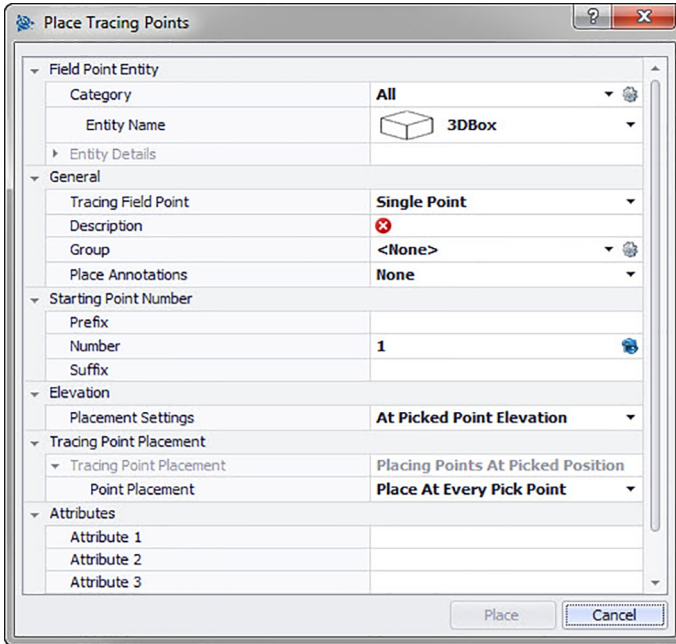 Place Tracing Points
Field Point Entity
Category All
Entity Name 3DBox
Entity Details
General
Tracing Field Point Single Point
Description
Group <None>
Place Annotations None
Starting Point Number
Prefix
Number 1
Suffix
Elevation
Placement Settings At Picked Point Elevation
Tracing Point Placement
Tracing Point Placement Placing Points At Picked Position
Point Placement Place At Every Pick Point
Attributes
Attribute 1
Attribute 2
Attribute 3
Place Cancel